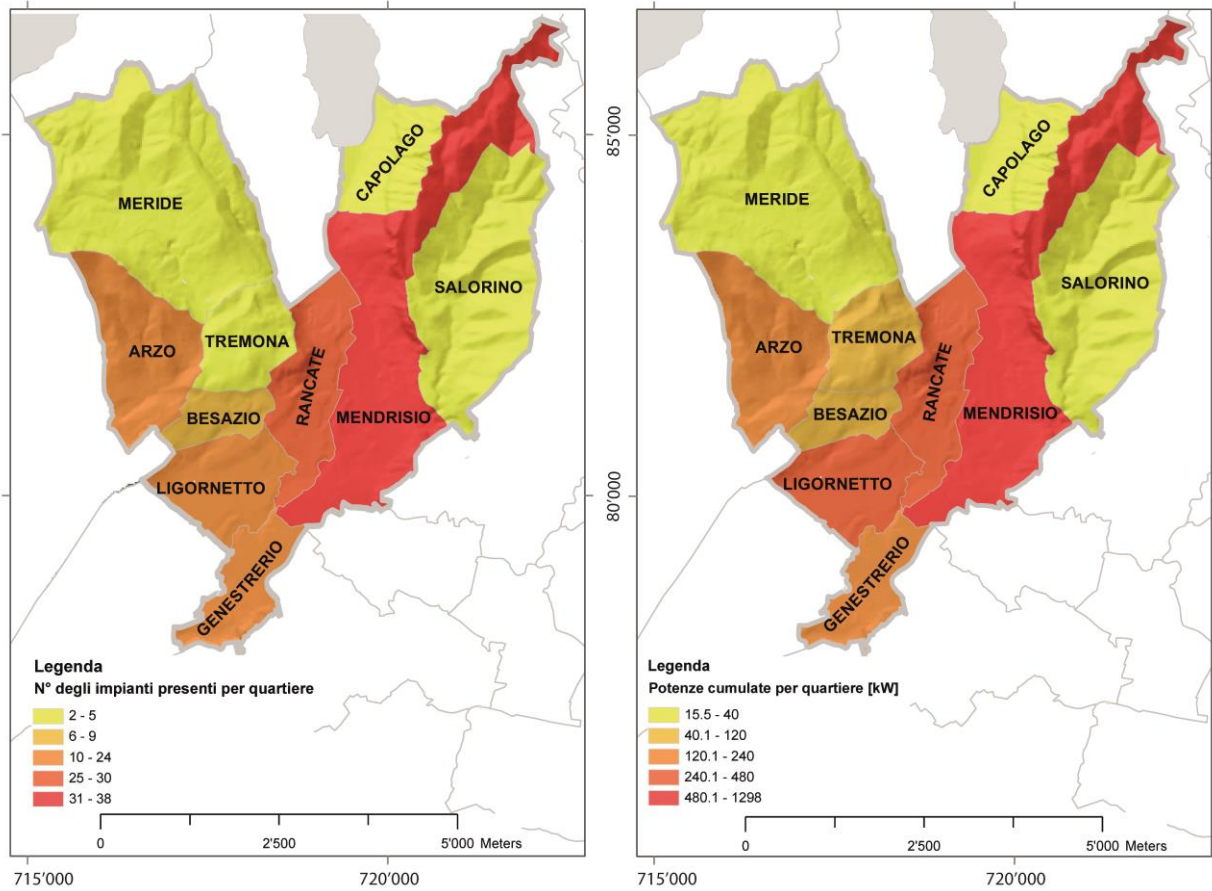 CAPOLAGO
MERIDE
SALORINO
TREMONA
ARZO
RANCATE
BESAZIO
MENDRISIO
LIGORNETTO
GENESTRERIO
Legenda
N° degli impianti presenti per quartiere
2 - 5
6 - 9
10 - 24
25 - 30
31 - 38
0 2'500 5'000 Meters
715'000 720'000
85'000
80'000
CAPOLAGO
MERIDE
SALORINO
TREMONA
ARZO
RANCATE
BESAZIO
MENDRISIO
LIGORNETTO
GENESTRERIO
Legenda
Potenze cumulate per quartiere [kW]
15.5 - 40
40.1 - 120
120.1 - 240
240.1 - 480
480.1 - 1298
0 2'500 5'000 Meters
715'000 720'000